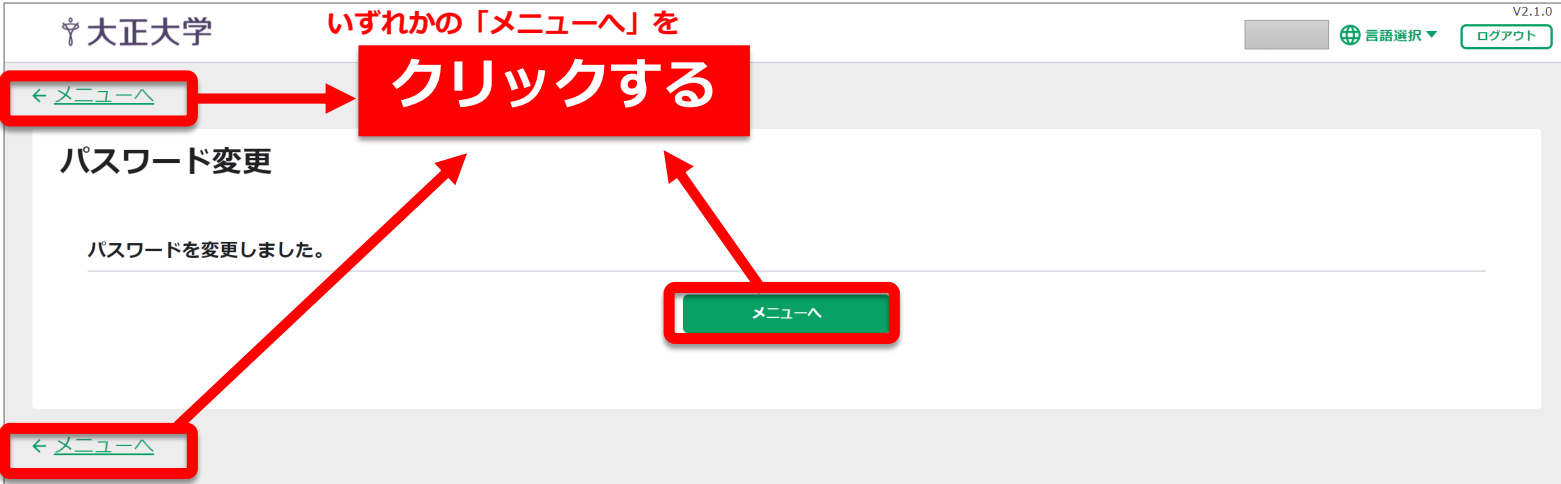 V2.1.0
大正大学
いずれかの「メニューへ」を
言語選択▼
ログアウト
クリックする
← メニューへ
パスワード変更
パスワードを変更しました。
メニューへ
← メニューへ